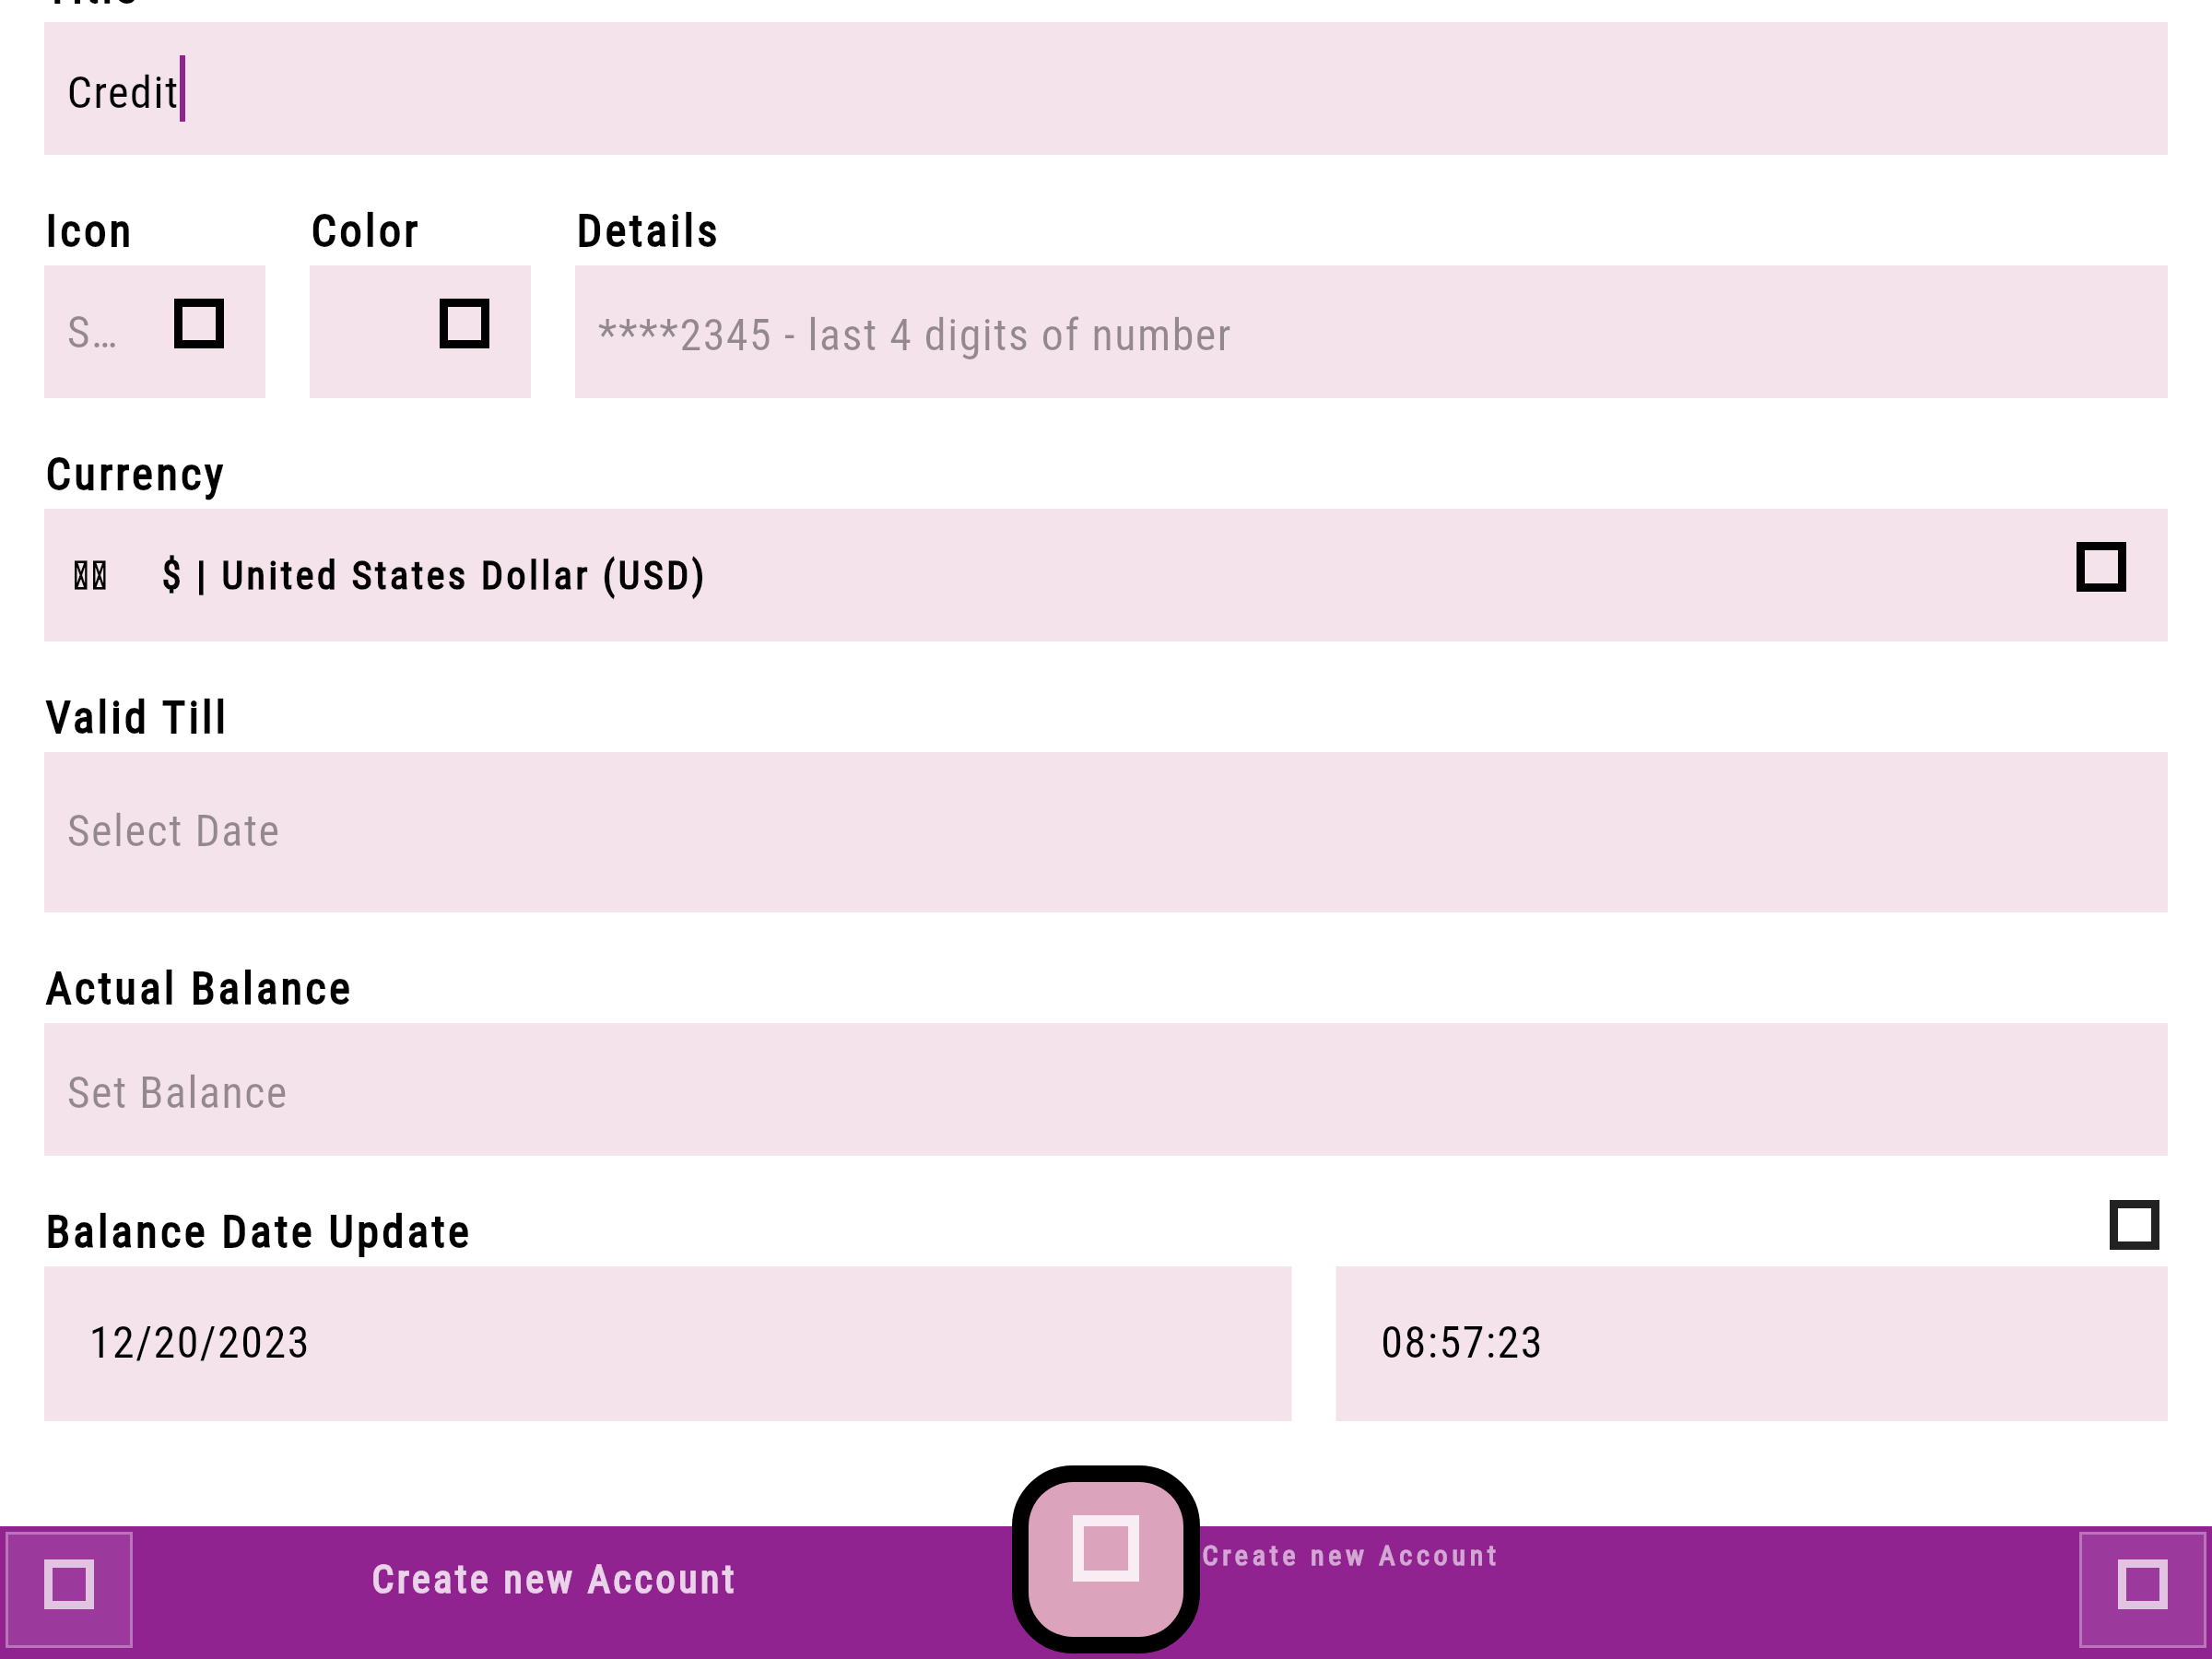 Title
Credit
Icon Color Details
S... ****2345 - last 4 digits of number
Currency
$ | United States Dollar (USD)
Valid Till
Select Date
Actual Balance
Set Balance
Balance Date Update
12/20/2023 08:57:23
Create new Account Create new Account